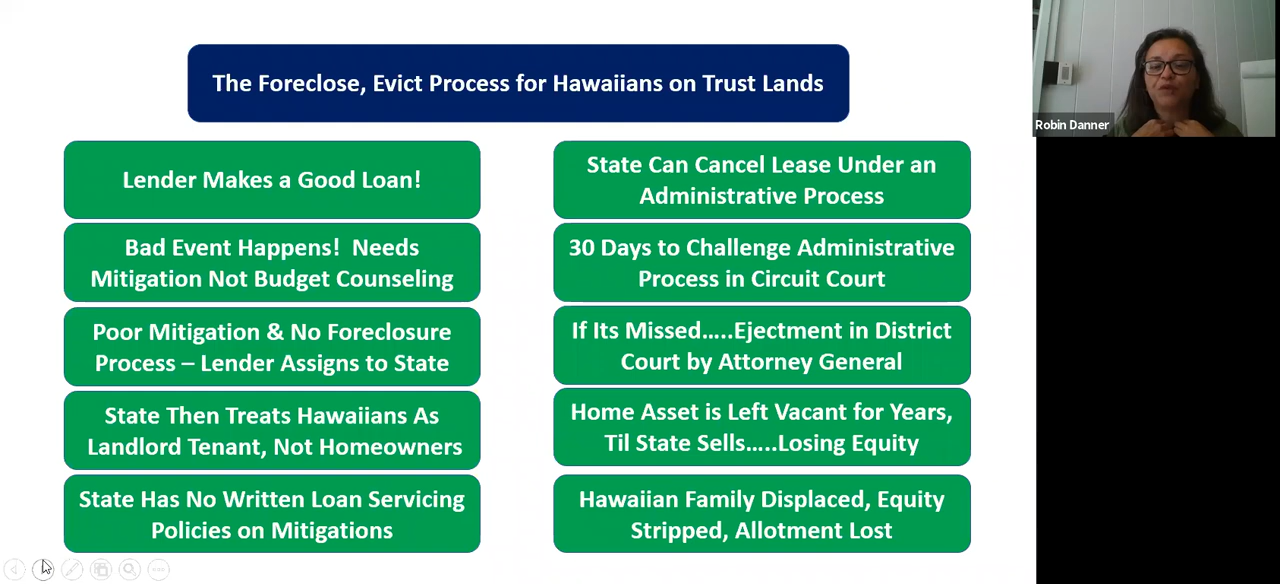 The Foreclose, Evict Process for Hawaiians on Trust Lands
Lender Makes a Good Loan!
Bad Event Happens!  Needs
Mitigation Not Budget Counseling
Poor Mitigation & No Foreclosure
Process – Lender Assigns to State
State Then Treats Hawaiians As
Landlord Tenant, Not Homeowners
State Has No Written Loan Servicing
Policies on Mitigations
State Can Cancel Lease Under an
Administrative Process
30 Days to Challenge Administrative
Process in Circuit Court
If Its Missed.....Ejectment in District
Court by Attorney General
Home Asset is Left Vacant for Years,
Til State Sells.....Losing Equity
Hawaiian Family Displaced, Equity
Stripped, Allotment Lost
Robin Danner